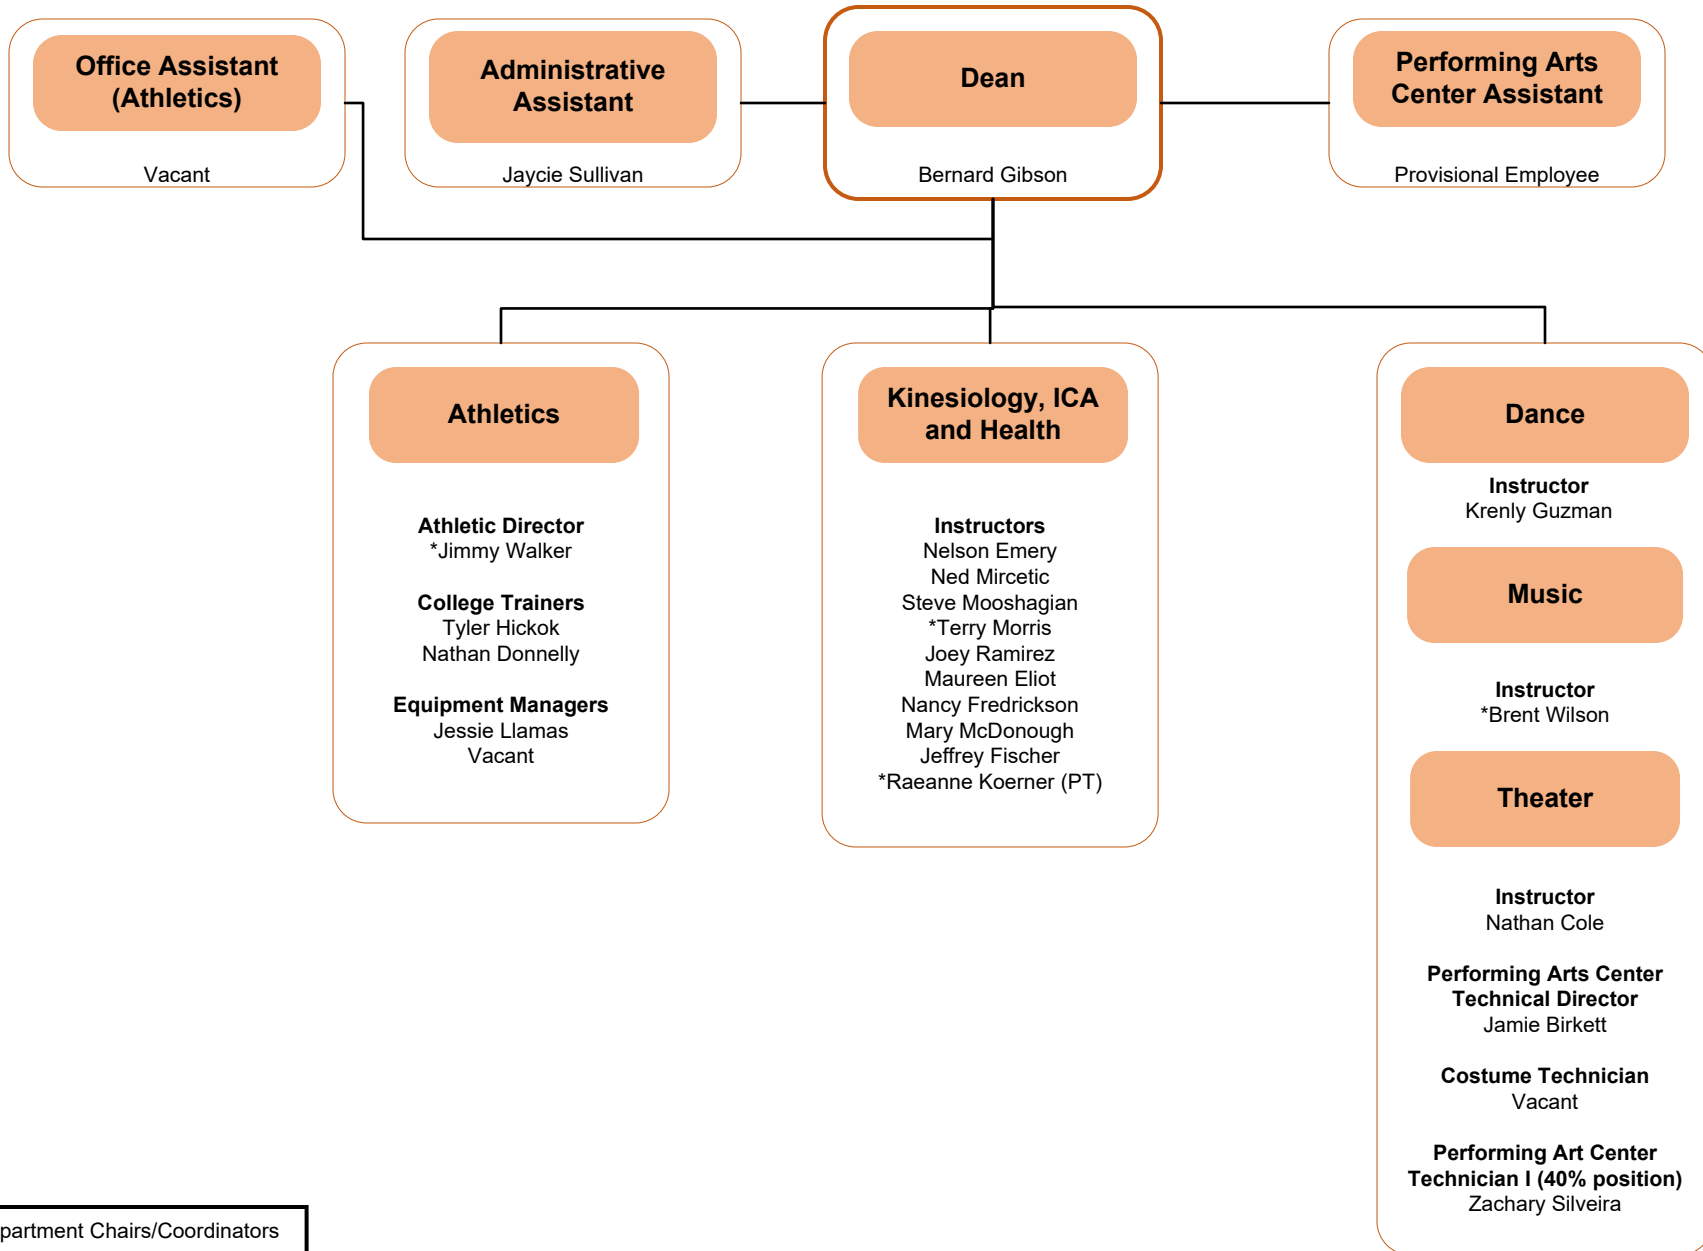 Office Assistant
(Athletics)
Vacant
Administrative
Assistant
Jaycie Sullivan
Dean
Bernard Gibson
Performing Arts
Center Assistant
Provisional Employee
Athletics
Athletic Director
*Jimmy Walker
College Trainers
Tyler Hickok
Nathan Donnelly
Equipment Managers
Jessie Llamas
Vacant
Kinesiology, ICA
and Health
Instructors
Nelson Emery
Ned Mircetic
Steve Mooshagian
*Terry Morris
Joey Ramirez
Maureen Eliot
Nancy Fredrickson
Mary McDonough
Jeffrey Fischer
*Raeanne Koerner (PT)
Dance
Instructor
Krenly Guzman
Music
Instructor
*Brent Wilson
Theater
Instructor
Nathan Cole
Performing Arts Center
Technical Director
Jamie Birkett
Costume Technician
Vacant
Performing Art Center
Technician I (40% position)
Zachary Silveira
partment Chairs/Coordinators